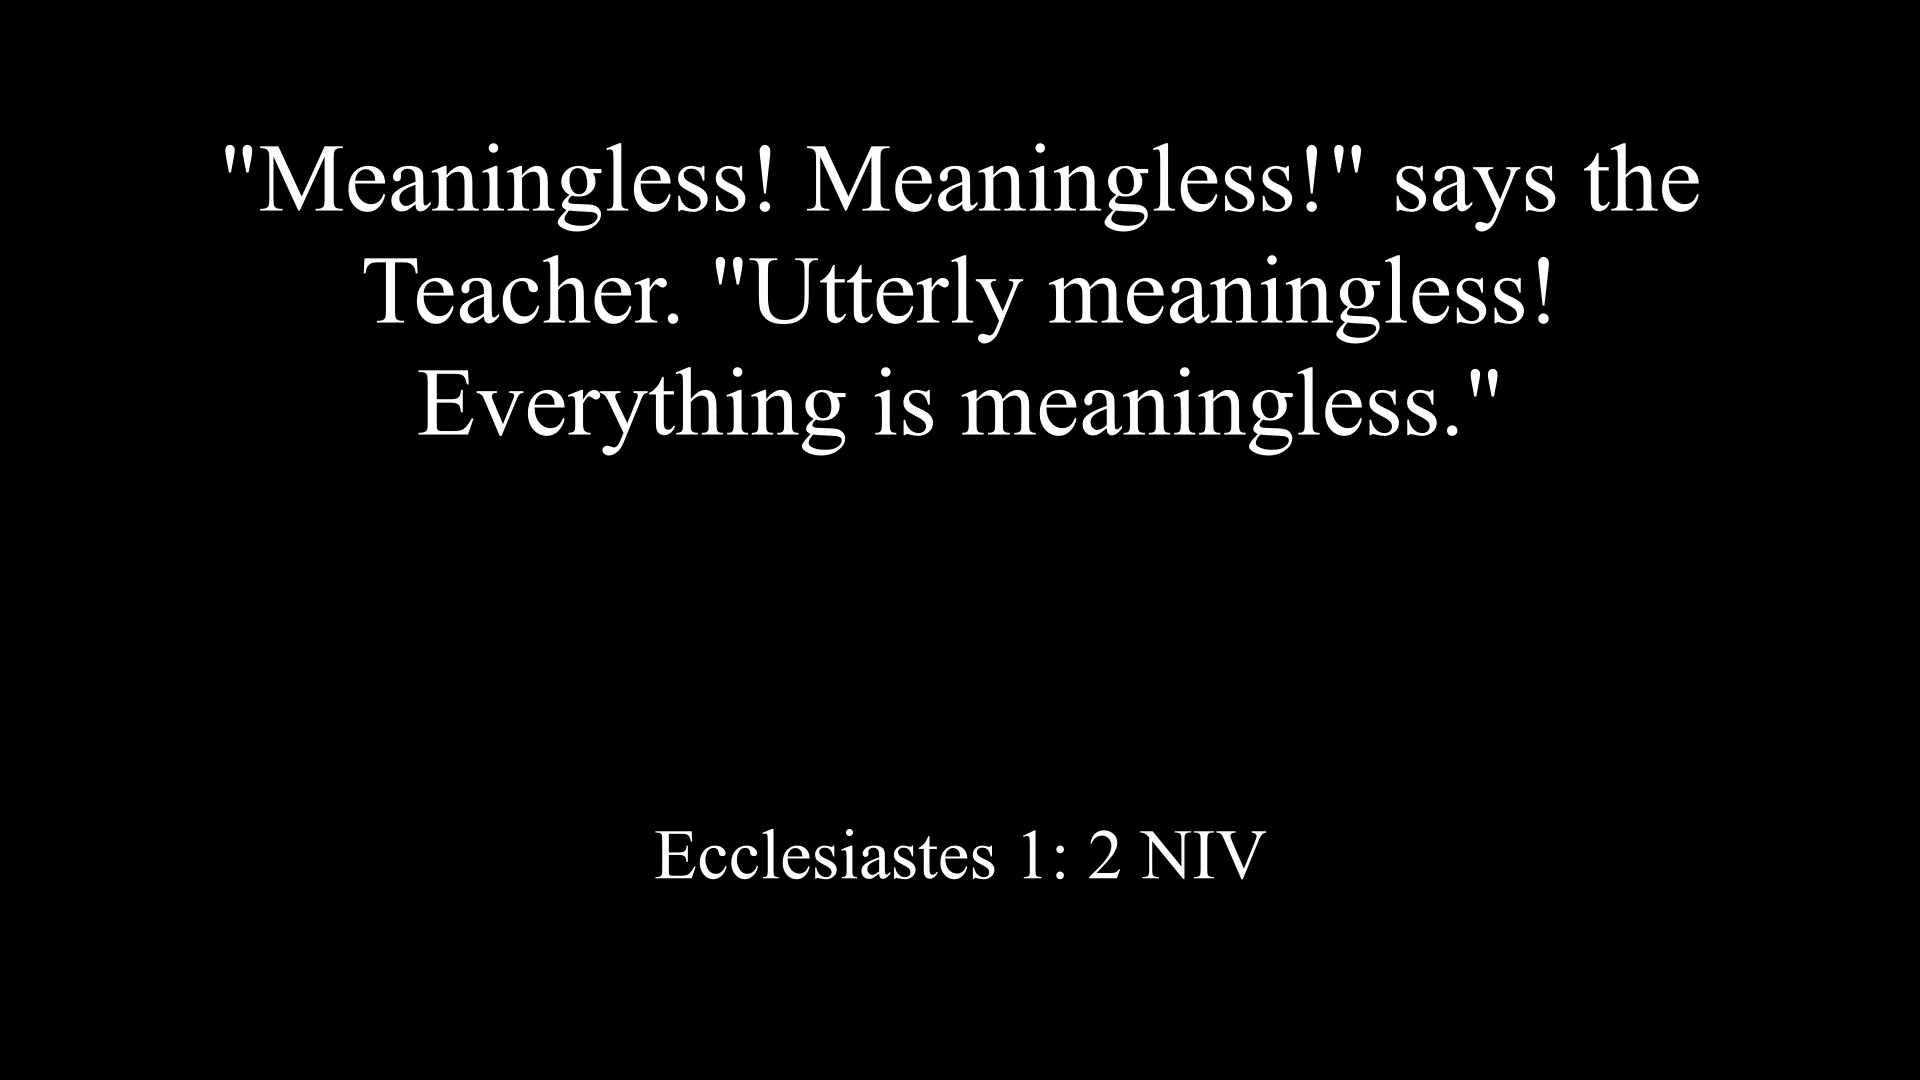 "Meaningless! Meaningless!" says the
Teacher. "Utterly meaningless!
Everything is meaningless."
Ecclesiastes 1: 2 NIV